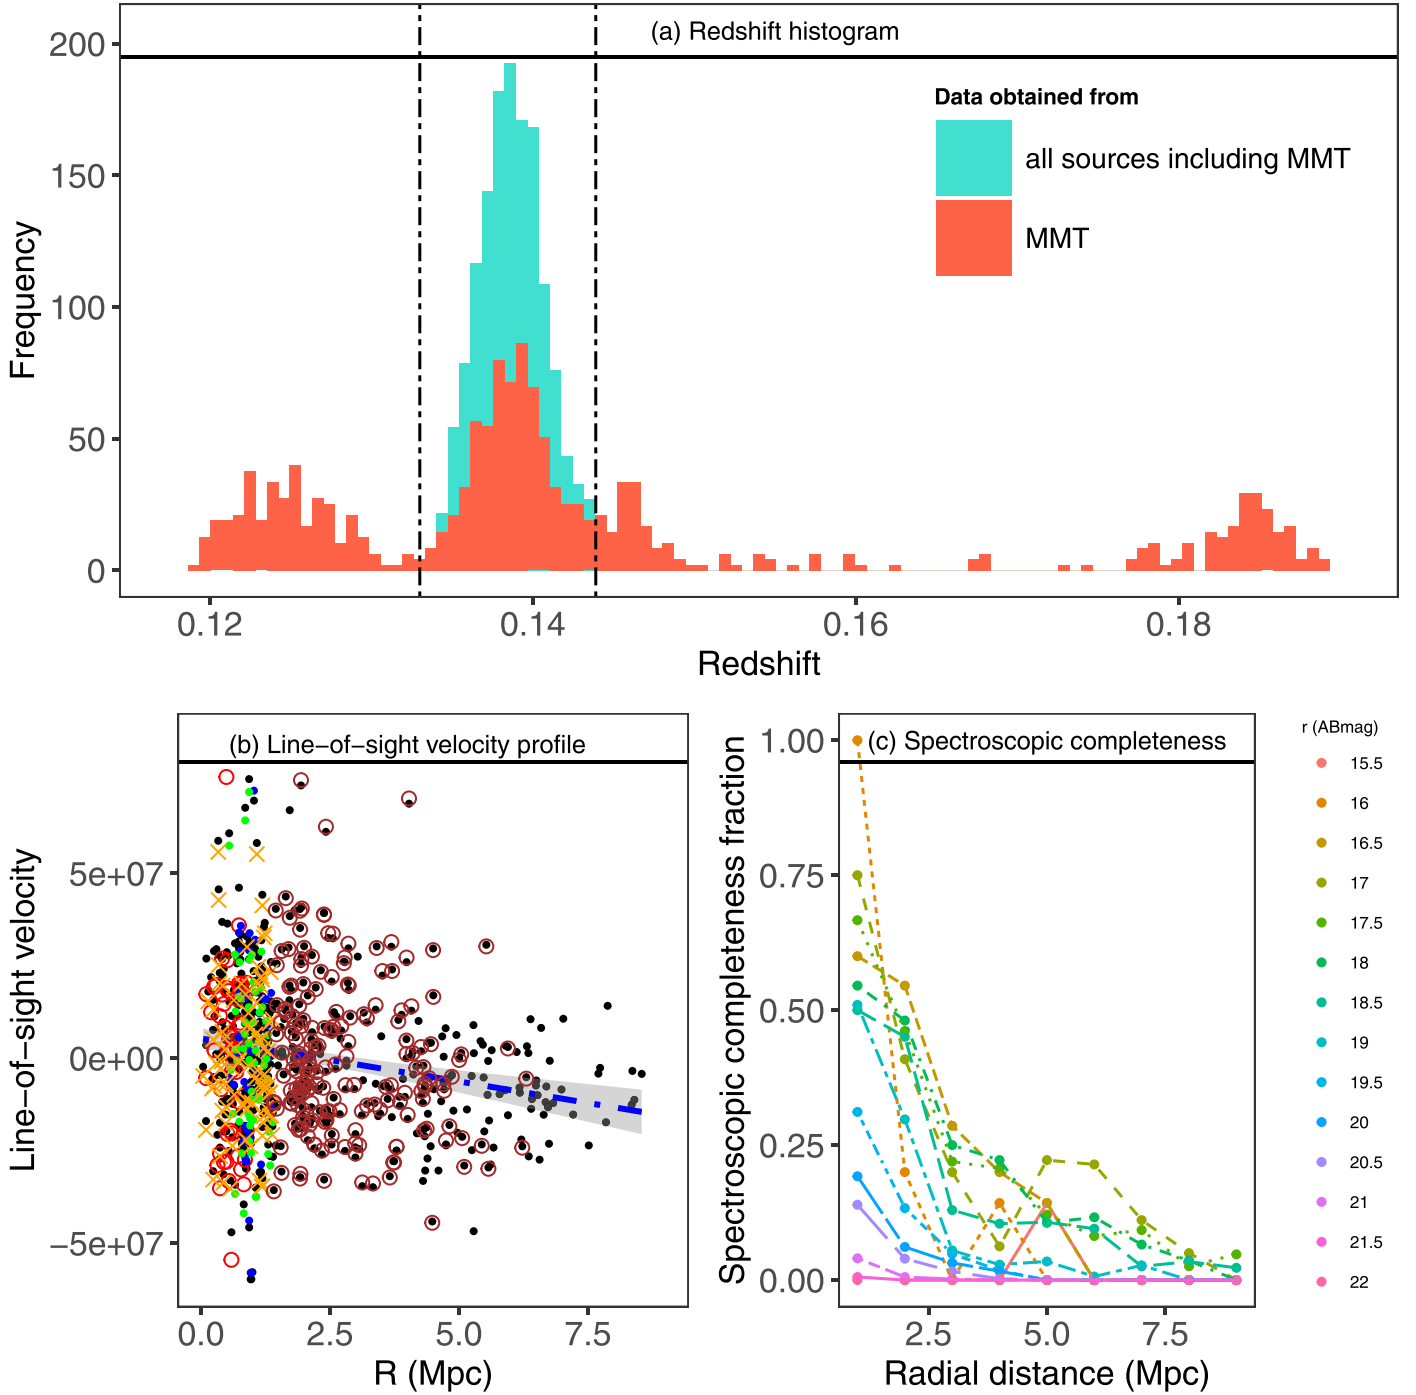 (a) Redshift histogram
200
150
100
50
0
Frequency
Data obtained from
all sources including MMT
MMT
0.12 0.14 0.16 0.18
Redshift
(b) Line−of−sight velocity profile
5e+07
0e+00
−5e+07
Line−of−sight velocity
0.0 2.5 5.0 7.5
R (Mpc)
(c) Spectroscopic completeness
1.00
0.75
0.50
0.25
0.00
Spectroscopic completeness fraction
2.5 5.0 7.5
Radial distance (Mpc)
r (ABmag)
15.5
16
16.5
17
17.5
18
18.5
19
19.5
20
20.5
21
21.5
22